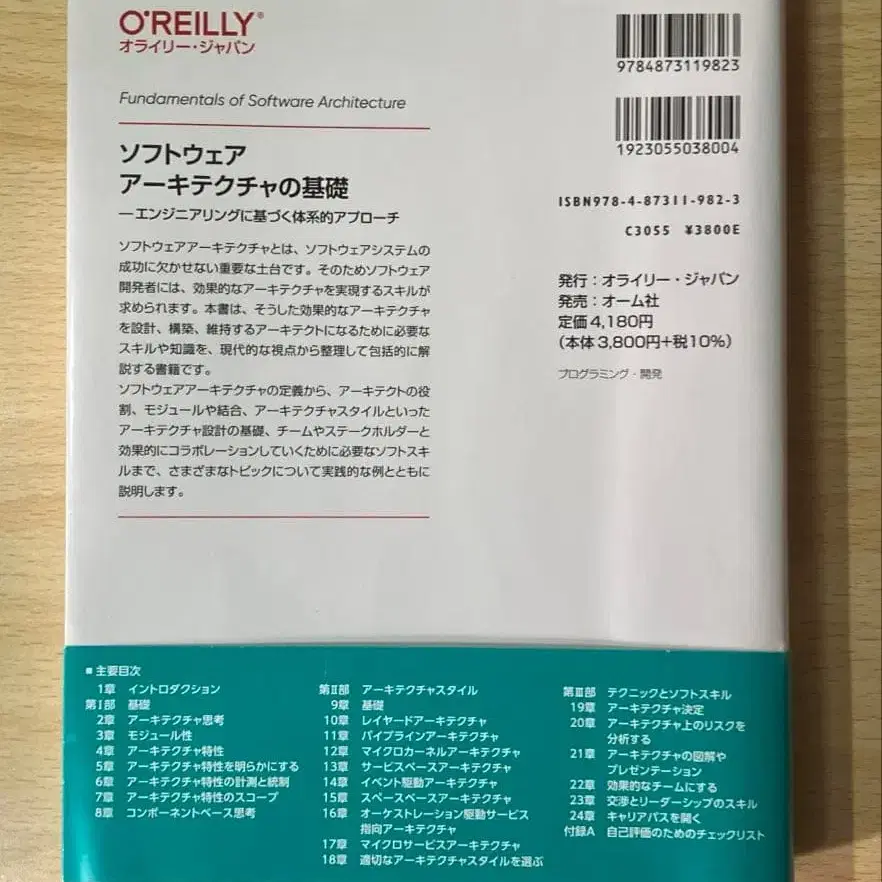 O'REILLY®
オライリー・ジャパン
Fundamentals of Software Architecture
ソフトウェア
アーキテクチャの基礎
―エンジニアリングに基づく体系的アプローチ
ソフトウェアアーキテクチャとは、ソフトウェアシステムの
成功に欠かせない重要な土台です。そのためソフトウェア
開発者には、効果的なアーキテクチャを実現するスキルが
求められます。本書は、そうした効果的なアーキテクチャ
を設計、構築、維持するアーキテクトになるために必要な
スキルや知識を、現代的な視点から整理して包括的に解
説する書籍です。
ソフトウェアアーキテクチャの定義から、アーキテクトの役
割、モジュールや結合、アーキテクチャスタイルといった
アーキテクチャ設計の基礎、チームやステークホルダーと
効果的にコラボレーションしていくために必要なソフトスキ
ルまで、さまざまなトピックについて実践的な例とともに
説明します。
9784873119823
1923055038004
ISBN978-4-87311-982-3
C3055 ¥3800E
発行：オライリー・ジャパン
発売：オーム社
定価4,180円
（本体3,800円+税10%）
プログラミング・開発
■主要目次
1章 イントロダクション
第Ⅰ部 基礎
2章 アーキテクチャ思考
3章 モジュール性
4章 アーキテクチャ特性
5章 アーキテクチャ特性を明らかにする
6章 アーキテクチャ特性の計測と統制
7章 アーキテクチャ特性のスコープ
8章 コンポーネントベース思考
第Ⅱ部 アーキテクチャスタイル
9章 基礎
10章 レイヤードアーキテクチャ
11章 パイプラインアーキテクチャ
12章 マイクロカーネルアーキテクチャ
13章 サービスベースアーキテクチャ
14章 イベント駆動アーキテクチャ
15章 スペースベースアーキテクチャ
16章 オーケストレーション駆動サービス
指向アーキテクチャ
17章 マイクロサービスアーキテクチャ
18章 適切なアーキテクチャスタイルを選ぶ
第Ⅲ部 テクニックとソフトスキル
19章 アーキテクチャ決定
20章 アーキテクチャ上のリスクを
分析する
21章 アーキテクチャの図解や
プレゼンテーション
22章 効果的なチームにする
23章 交渉とリーダーシップのスキル
24章 キャリアパスを開く
付録A 自己評価のためのチェックリスト